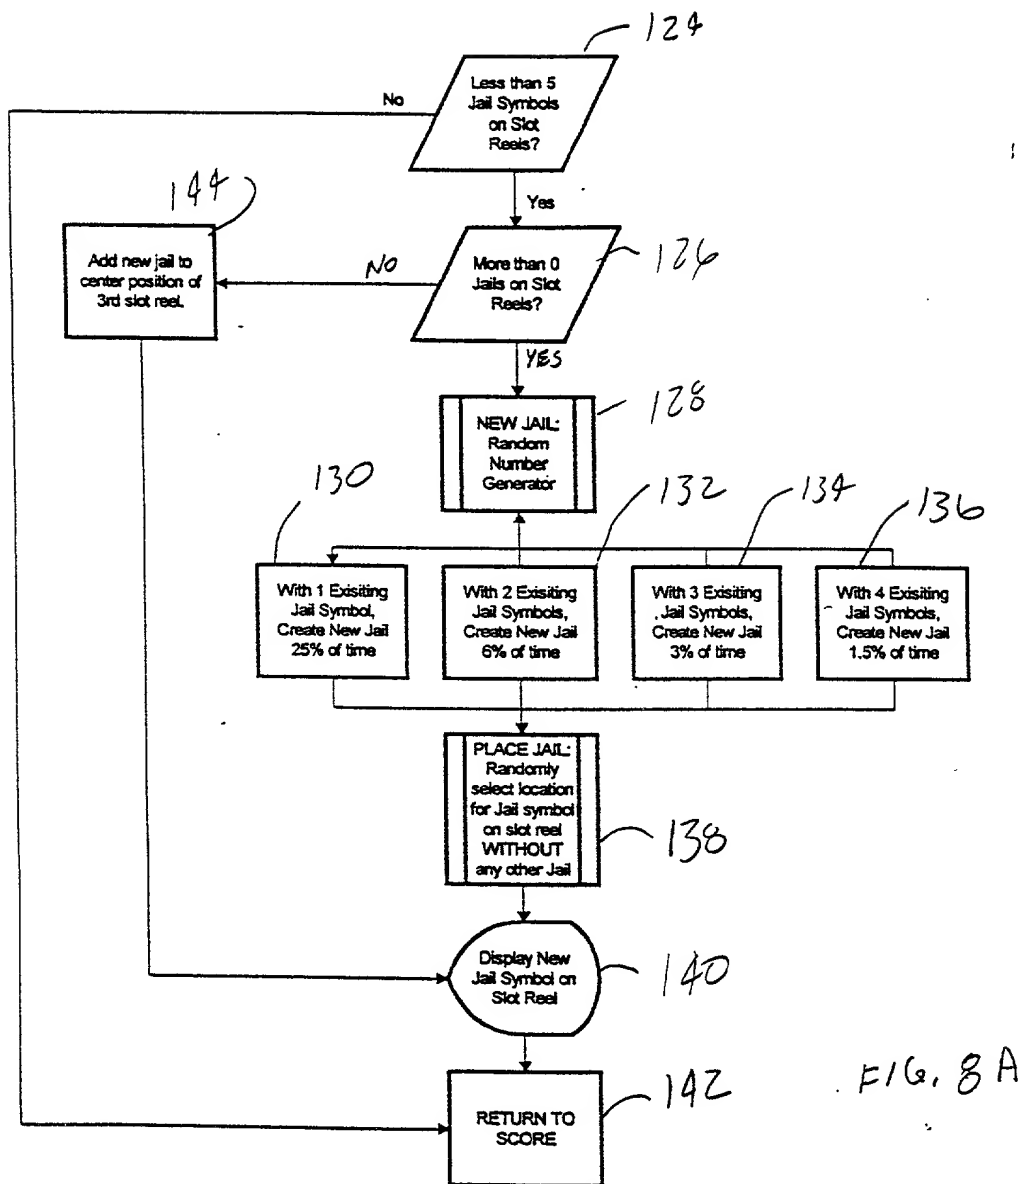 124
Less than 5
Jail Symbols
on Slot
Reels?
No
Yes
144
Add new jail to
center position of
3rd slot reel.
NO
More than 0
Jails on Slot
Reels?
126
YES
NEW JAIL:
Random
Number
Generator
128
130
132
134
136
With 1 Exisiting
Jail Symbol,
Create New Jail
25% of time
With 2 Exisiting
Jail Symbols,
Create New Jail
6% of time
With 3 Exisiting
Jail Symbols,
Create New Jail
3% of time
With 4 Exisiting
Jail Symbols,
Create New Jail
1.5% of time
PLACE JAIL:
Randomly
select location
for Jail symbol
on slot reel
WITHOUT
any other Jail
138
Display New
Jail Symbol on
Slot Reel
140
RETURN TO
SCORE
142
FIG. 8A